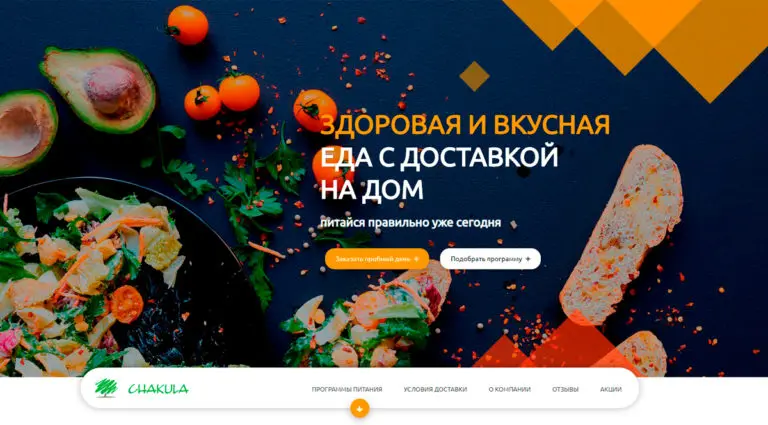 ЗДОРОВАЯ И ВКУСНАЯ
ЕДА С ДОСТАВКОЙ
НА ДОМ
питайся правильно уже сегодня
Заказать пробный день +
Подобрать программу +
CHAKULA
ПРОГРАММЫ ПИТАНИЯ
УСЛОВИЯ ДОСТАВКИ
О КОМПАНИИ
ОТЗЫВЫ
АКЦИИ